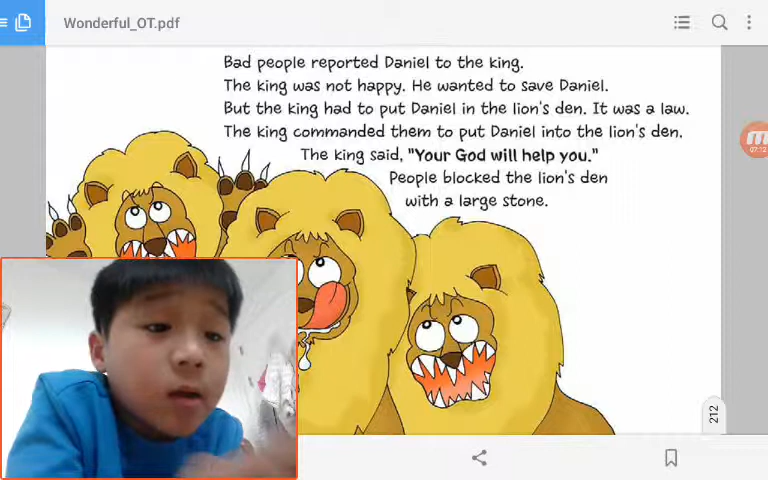 Wonderful_OT.pdf
Bad people reported Daniel to the king.
The king was not happy. He wanted to save Daniel.
But the king had to put Daniel in the lion's den. It was a law.
The king commanded them to put Daniel into the lion's den.
The king said, "Your God will help you."
People blocked the lion's den
with a large stone.
07:12
212